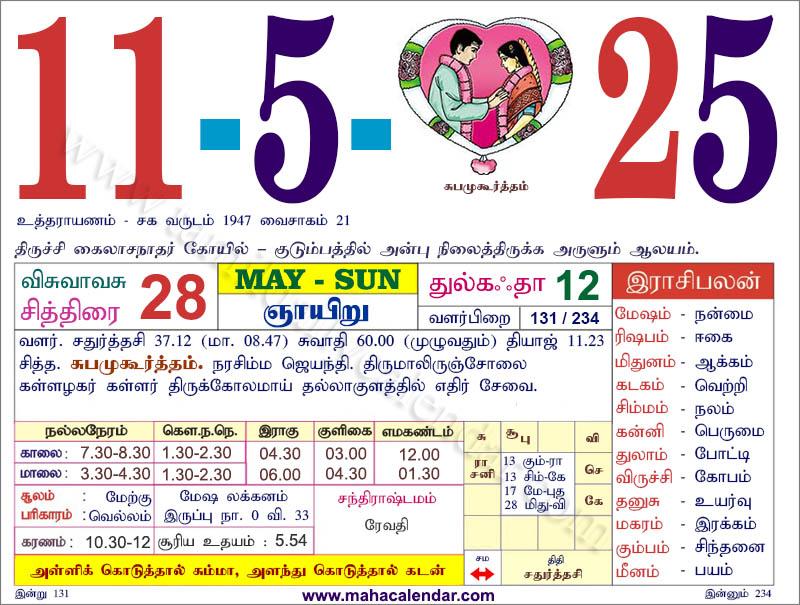 11-5-25
சுபமுகூர்த்தம்
உத்தராயணம் - சக வருடம் 1947 வைசாகம் 21
திருச்சி கைலாசநாதர் கோயில் – குடும்பத்தில் அன்பு நிலைத்திருக்க அருளும் ஆலயம்.
விசுவாவசு
சித்திரை 28
MAY - SUN
ஞாயிறு
துல்கஃதா 12
வளர்பிறை 131 / 234
வளர். சதுர்த்தசி 37.12 (மா. 08.47) சுவாதி 60.00 (முழுவதும்) தியாஜ் 11.23
சித்த. சுபமுகூர்த்தம். நரசிம்ம ஜெயந்தி. திருமாலிருஞ்சோலை
கள்ளழகர் கள்ளர் திருக்கோலமாய் தல்லாகுளத்தில் எதிர் சேவை.
இராசிபலன்
மேஷம் - நன்மை
ரிஷபம் - ஈகை
மிதுனம் - ஆக்கம்
கடகம் - வெற்றி
சிம்மம் - நலம்
கன்னி - பெருமை
துலாம் - போட்டி
விருச்சி - கோபம்
தனுசு - உயர்வு
மகரம் - இரக்கம்
கும்பம் - சிந்தனை
மீனம் - பயம்
நல்லநேரம் கௌ.ந.நெ. இராகு குளிகை எமகண்டம்
காலை: 7.30-8.30 1.30-2.30 04.30 03.00 12.00
மாலை: 3.30-4.30 1.30-2.30 06.00 04.30 01.30
சூலம் : மேற்கு மேஷ லக்கனம் சந்திராஷ்டமம்
பரிகாரம் : வெல்லம் இருப்பு நா. 0 வி. 33 ரேவதி
கரணம் : 10.30-12 சூரிய உதயம் : 5.54
சு சூ பு வி
ரா சனி
13 கும்-ரா
13 சிம்-கே
17 மே-புத
28 மிது-வி
செ
கே
அள்ளிக் கொடுத்தால் சும்மா, அளந்து கொடுத்தால் கடன்
சம
திதி
சதுர்த்தசி
இன்று 131 www.mahacalendar.com இன்னும் 234